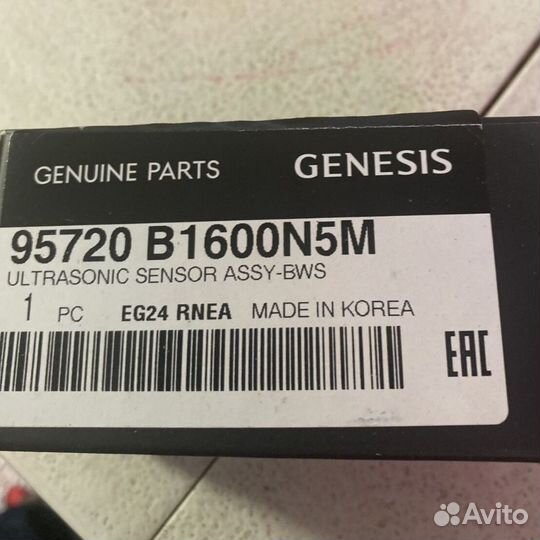 GENUINE PARTS GENESIS
95720 B1600N5M
ULTRASONIC SENSOR ASSY-BWS
1 PC EG24 RNEA MADE IN KOREA
EAC
Avito